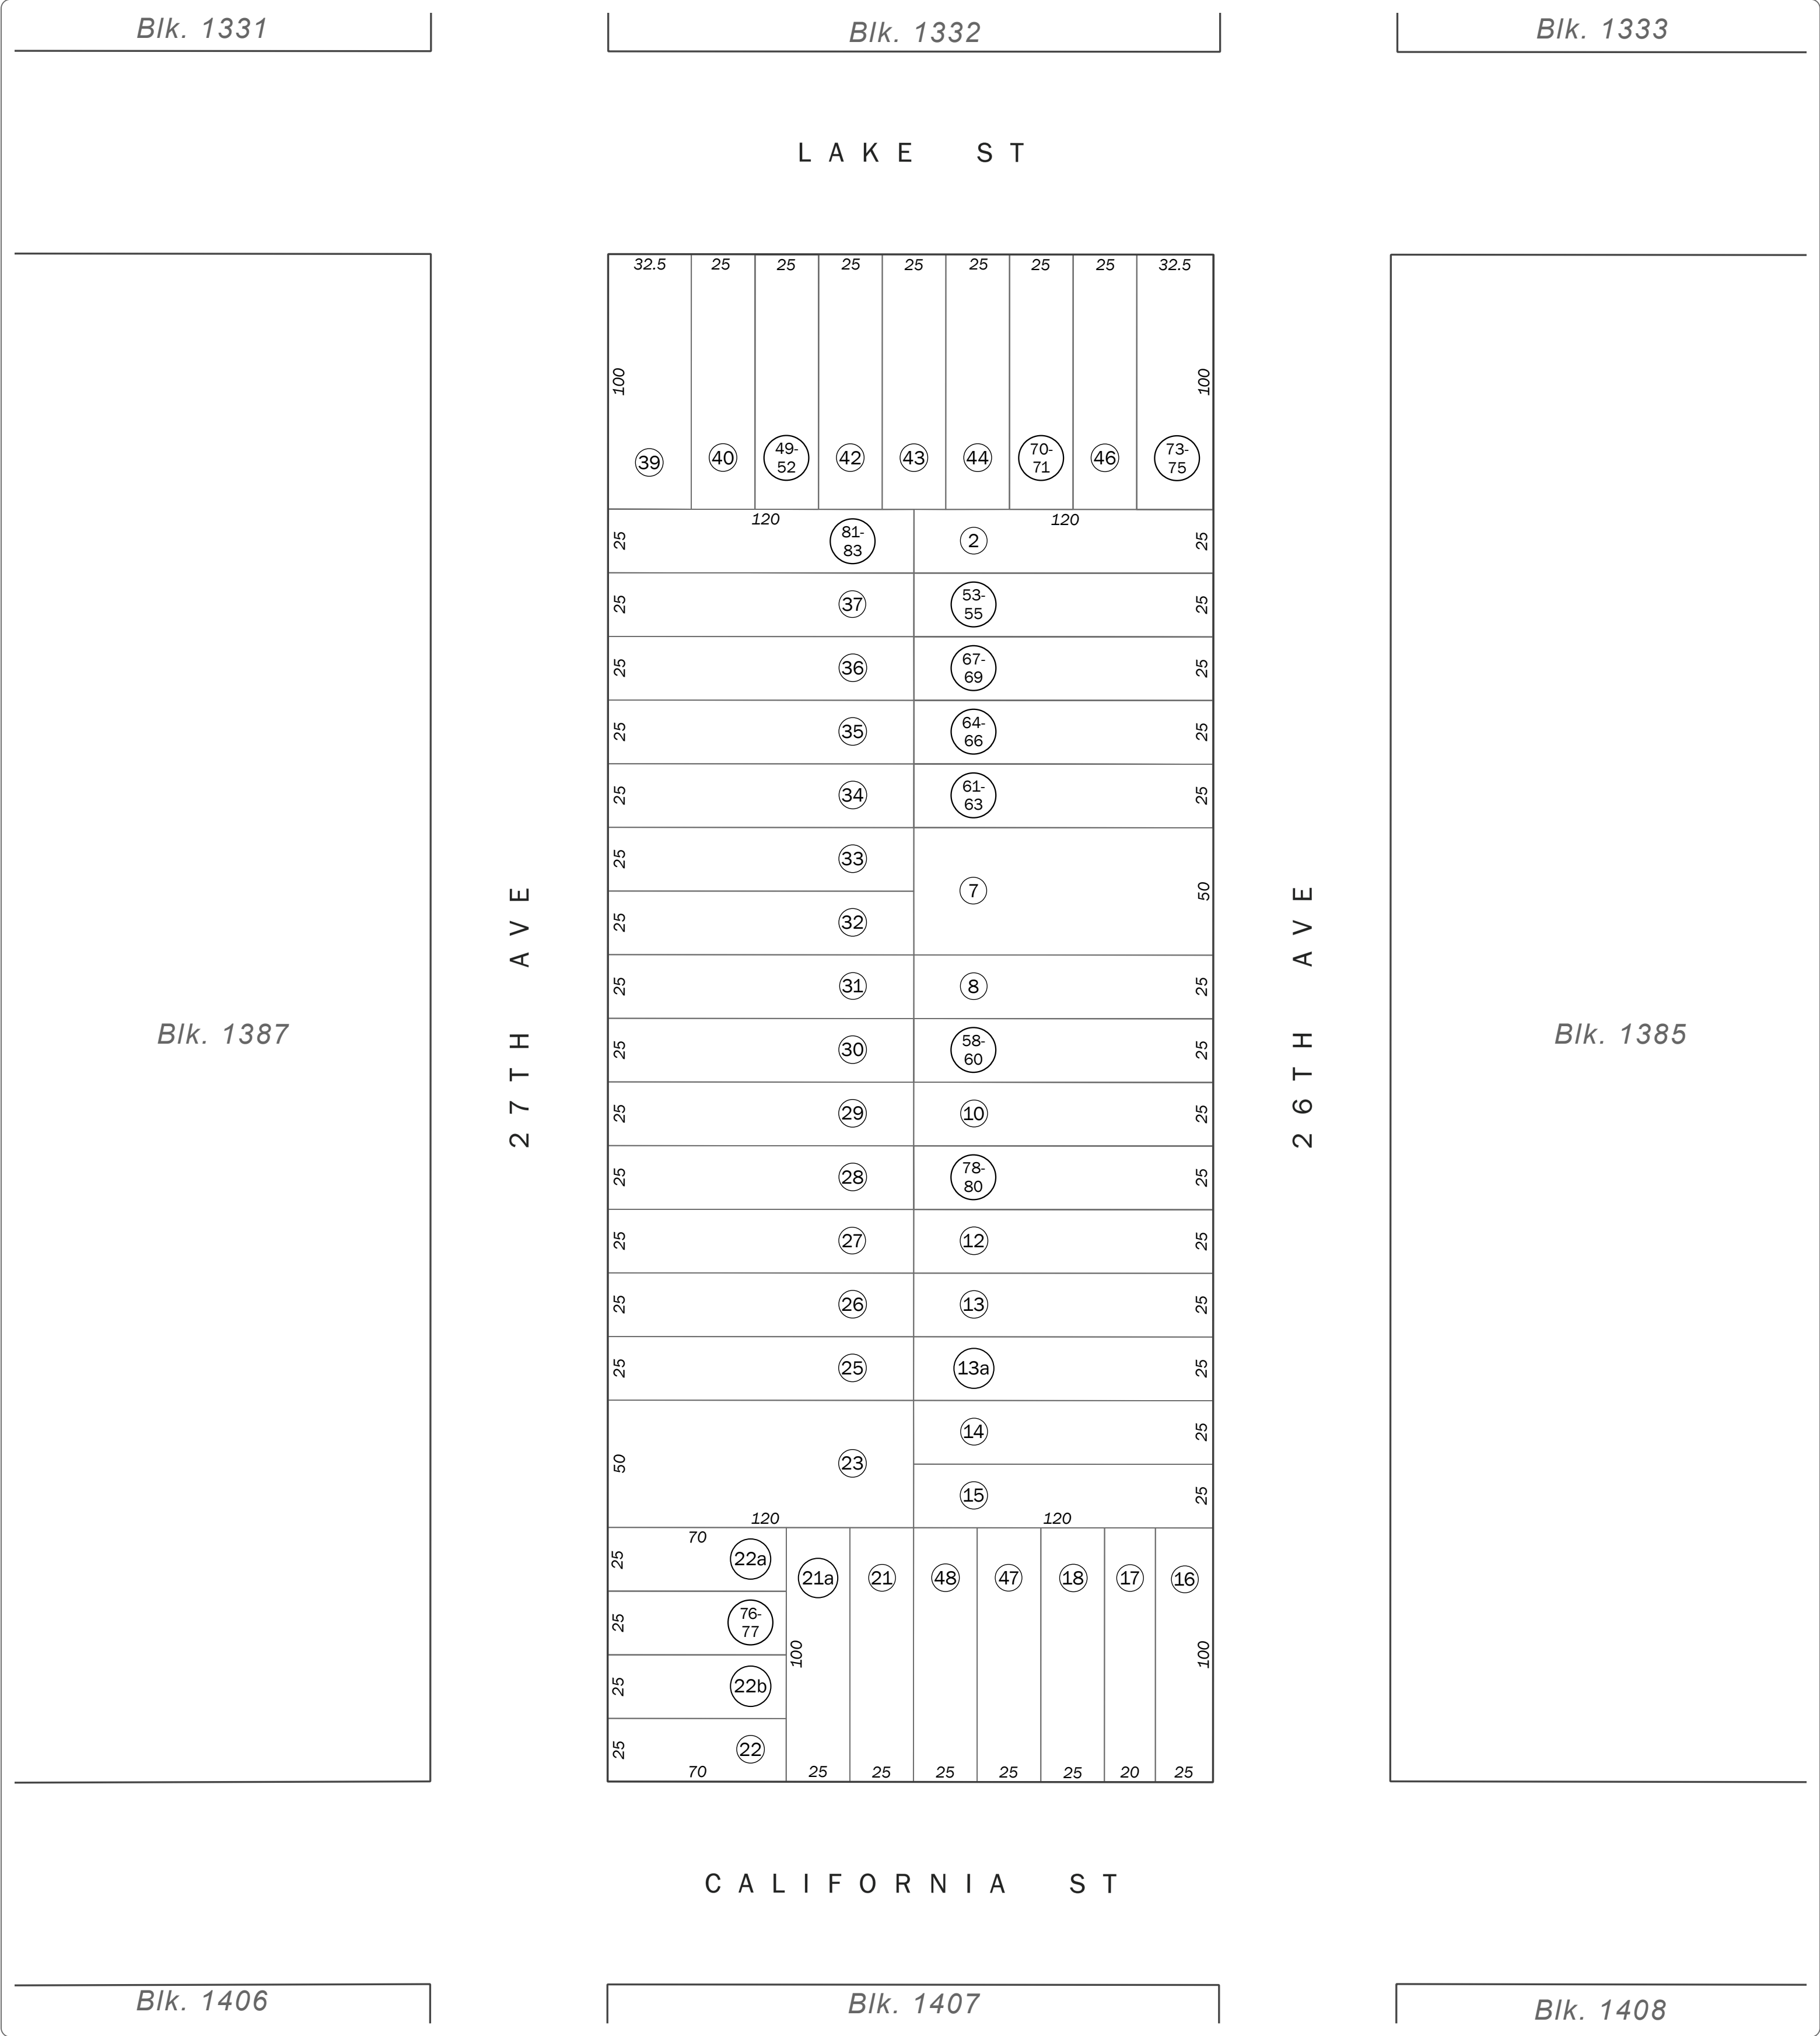 Blk. 1331
Blk. 1332
Blk. 1333
LAKE ST
32.5 25 25 25 25 25 25 25 32.5
100 100
39 40 49-52 42 43 44 70-71 46 73-75
120 120
25 81-83 2 25
25 37 53-55 25
25 36 67-69 25
25 35 64-66 25
25 34 61-63 25
25 33
7 50
25 32
25 31 8 25
25 30 58-60 25
25 29 10 25
25 28 78-80 25
25 27 12 25
25 26 13 25
25 25 13a 25
14 25
50 23
15 25
120 120
70
25 22a 21a 21 48 47 18 17 16
25 76-77
100 100
25 22b
25 22
70 25 25 25 25 25 20 25
27TH AVE
26TH AVE
Blk. 1387
Blk. 1385
CALIFORNIA ST
Blk. 1406
Blk. 1407
Blk. 1408